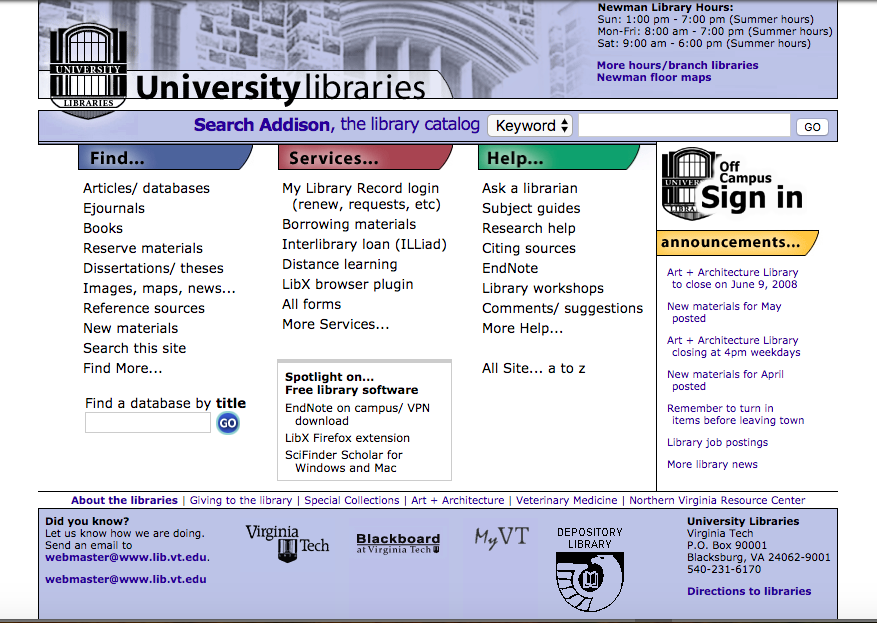 Newman Library Hours:
Sun: 1:00 pm - 7:00 pm (Summer hours)
Mon-Fri: 8:00 am - 7:00 pm (Summer hours)
Sat: 9:00 am - 6:00 pm (Summer hours)
More hours/branch libraries
Newman floor maps
UNIVERSITY
LIBRARIES
Universitylibraries
Search Addison, the library catalog
Keyword
GO
Find...
Articles/ databases
Ejournals
Books
Reserve materials
Dissertations/ theses
Images, maps, news...
Reference sources
New materials
Search this site
Find More...
Find a database by title
GO
Services...
My Library Record login
(renew, requests, etc)
Borrowing materials
Interlibrary loan (ILLiad)
Distance learning
LibX browser plugin
All forms
More Services...
Spotlight on...
Free library software
EndNote on campus/ VPN
download
LibX Firefox extension
SciFinder Scholar for
Windows and Mac
Help...
Ask a librarian
Subject guides
Research help
Citing sources
EndNote
Library workshops
Comments/ suggestions
More Help...
All Site... a to z
UNIVER
LIBRA
Off
Campus
Sign in
announcements...
Art + Architecture Library
to close on June 9, 2008
New materials for May
posted
Art + Architecture Library
closing at 4pm weekdays
New materials for April
posted
Remember to turn in
items before leaving town
Library job postings
More library news
About the libraries | Giving to the library | Special Collections | Art + Architecture | Veterinary Medicine | Northern Virginia Resource Center
Did you know?
Let us know how we are doing.
Send an email to
webmaster@www.lib.vt.edu.
webmaster@www.lib.vt.edu
Virginia
Tech
Blackboard
at Virginia Tech
MyVT
DEPOSITORY
LIBRARY
University Libraries
Virginia Tech
P.O. Box 90001
Blacksburg, VA 24062-9001
540-231-6170
Directions to libraries